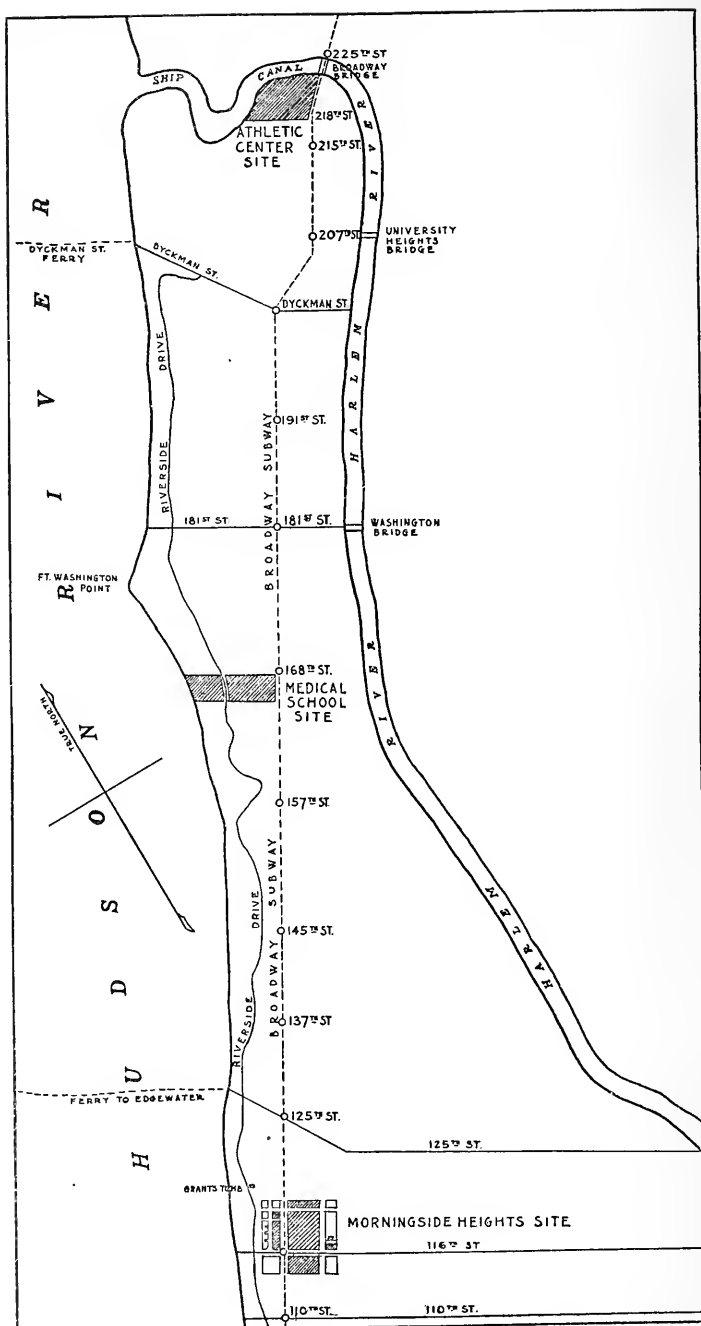 225TH ST
BROADWAY
BRIDGE
SHIP CANAL
218TH ST.
ATHLETIC
CENTER
SITE
215TH ST.
RIVER
207TH ST.
UNIVERSITY
HEIGHTS
BRIDGE
DYCKMAN ST.
FERRY
DYCKMAN ST.
DYCKMAN ST.
HARLEM
RIVERSIDE DRIVE
191ST ST.
BROADWAY SUBWAY
181ST ST
181ST ST.
WASHINGTON
BRIDGE
FT. WASHINGTON
POINT
168TH ST.
MEDICAL
SCHOOL
SITE
TRUE NORTH
HARLEM RIVER
157TH ST.
BROADWAY SUBWAY
145TH ST.
RIVERSIDE DRIVE
137TH ST.
HUDSON RIVER
FERRY TO EDGEWATER
125TH ST.
125TH ST.
GRANTS TOMB
MORNINGSIDE HEIGHTS SITE
116TH ST
110TH ST.
110TH ST.